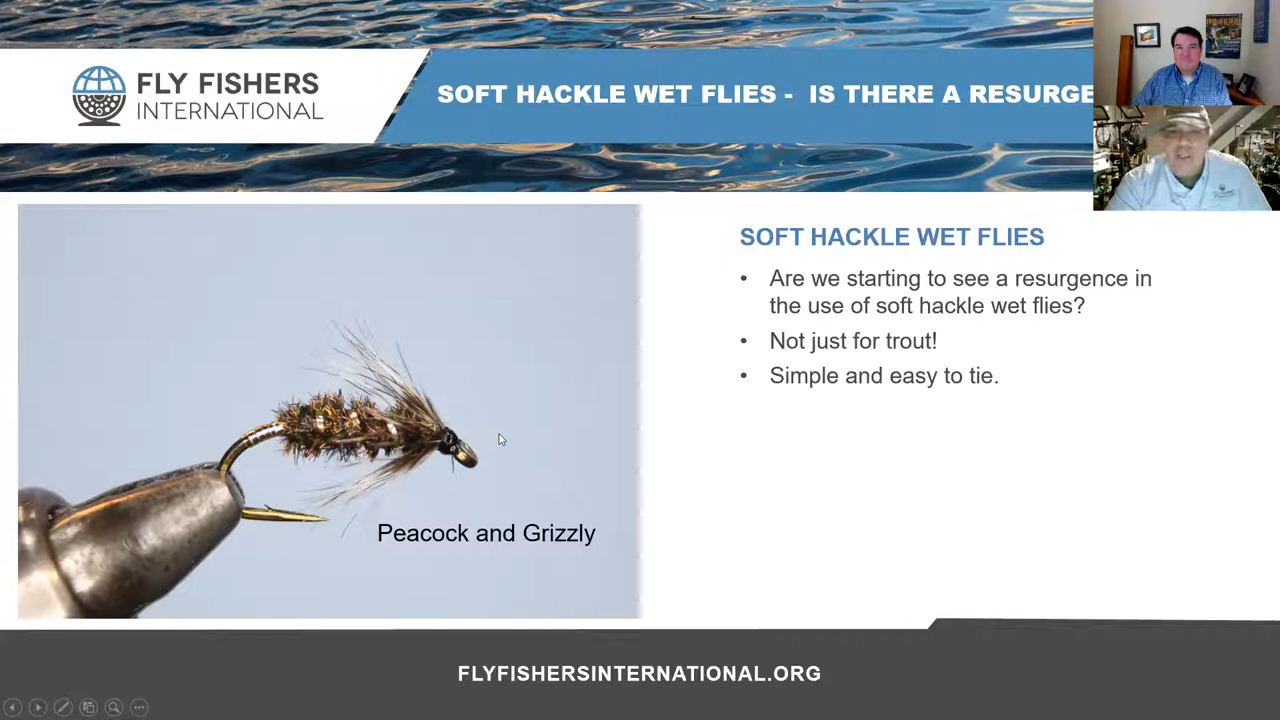 FLY FISHERS
INTERNATIONAL
SOFT HACKLE WET FLIES - IS THERE A RESURGE
SOFT HACKLE WET FLIES
• Are we starting to see a resurgence in
the use of soft hackle wet flies?
• Not just for trout!
• Simple and easy to tie.
Peacock and Grizzly
FLYFISHERSINTERNATIONAL.ORG